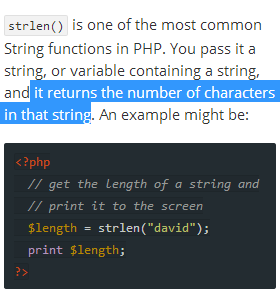 strlen() is one of the most common
String functions in PHP. You pass it a
string, or variable containing a string,
and it returns the number of characters
in that string. An example might be:
<?php
// get the length of a string and
// print it to the screen
$length = strlen("david");
print $length;
?>